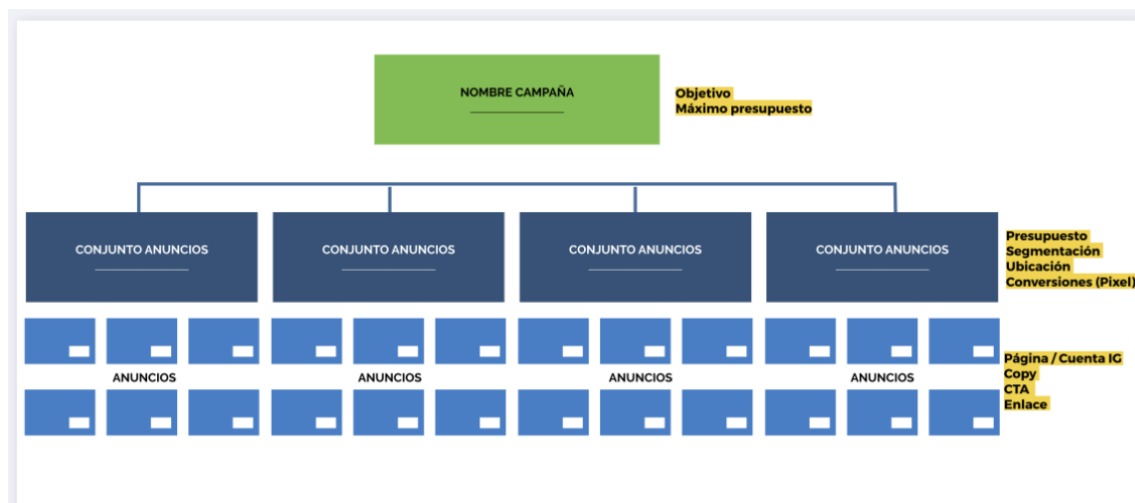 NOMBRE CAMPAÑA
Objetivo
Máximo presupuesto
CONJUNTO ANUNCIOS
CONJUNTO ANUNCIOS
CONJUNTO ANUNCIOS
CONJUNTO ANUNCIOS
Presupuesto
Segmentación
Ubicación
Conversiones (Pixel)
ANUNCIOS
ANUNCIOS
ANUNCIOS
ANUNCIOS
Página / Cuenta IG
Copy
CTA
Enlace